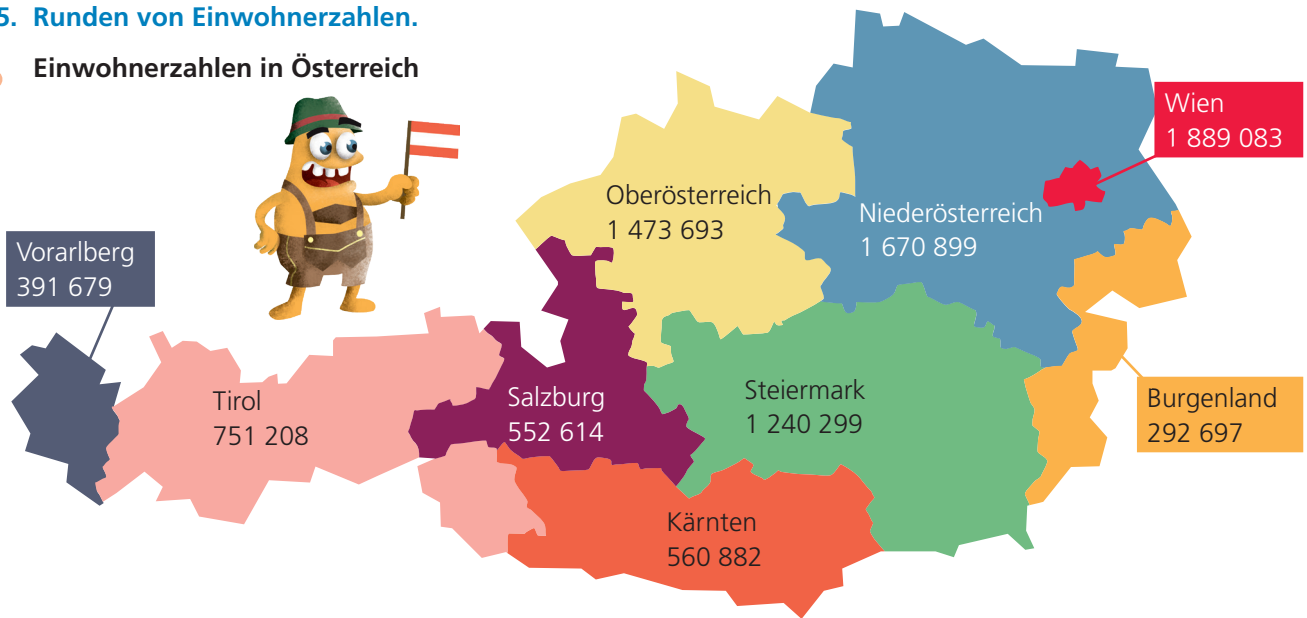 5. Runden von Einwohnerzahlen.
Einwohnerzahlen in Österreich
Wien
1 889 083
Oberösterreich
1 473 693
Niederösterreich
1 670 899
Vorarlberg
391 679
Tirol
751 208
Salzburg
552 614
Steiermark
1 240 299
Burgenland
292 697
Kärnten
560 882